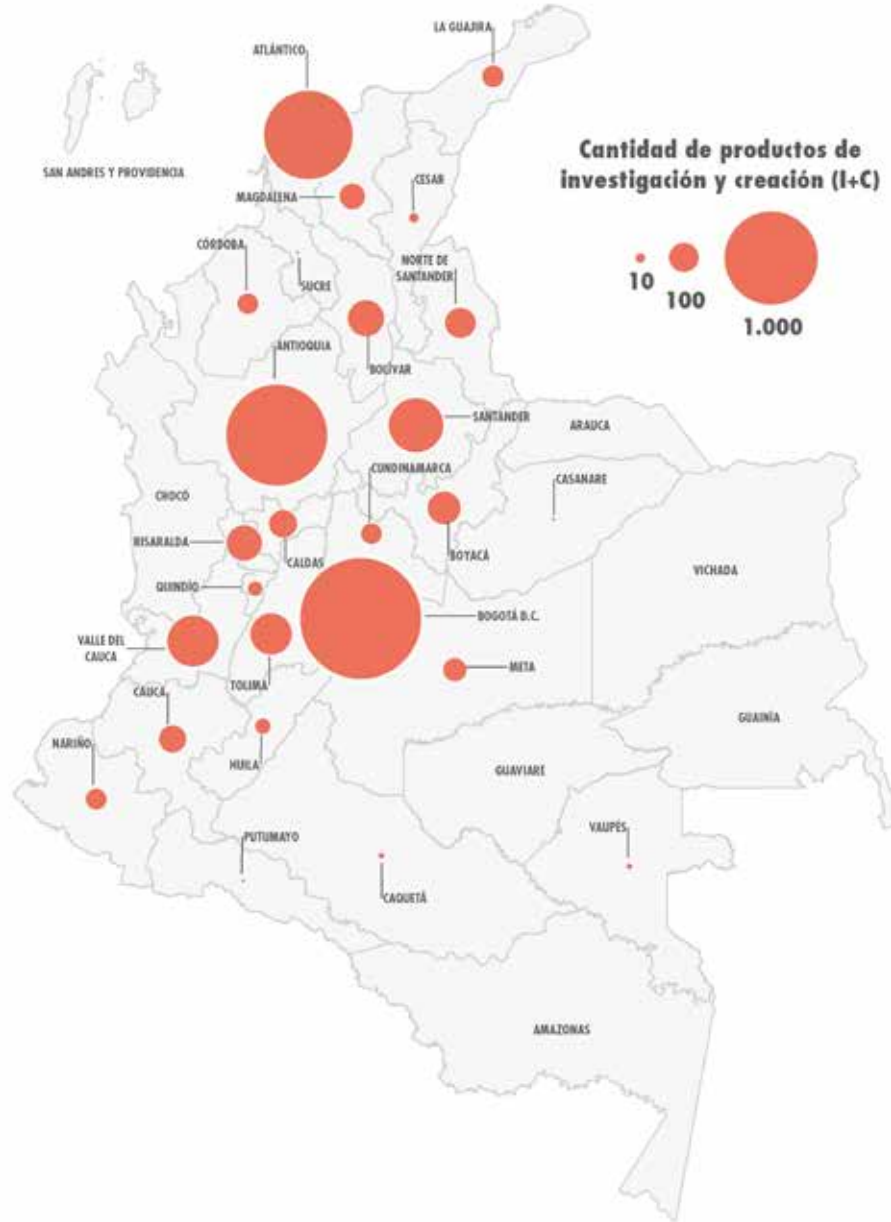 LA GUAJIRA
ATLÁNTICO
SAN ANDRES Y PROVIDENCIA
Cantidad de productos de
investigación y creación (I+C)
10
100
1.000
CESAR
MAGDALENA
CÓRDOBA
SUCRE
NORTE DE
SANTANDER
ANTIOQUIA
BOLÍVAR
SANTANDER
ARAUCA
CUNDINAMARCA
CASANARE
CHOCÓ
RISARALDA
CALDAS
BOYACÁ
VICHADA
QUINDÍO
BOGOTÁ D.C.
VALLE DEL
CAUCA
META
TOLIMA
CAUCA
GUAINÍA
NARIÑO
HUILA
GUAVIARE
VAUPÉS
PUTUMAYO
CAQUETÁ
AMAZONAS